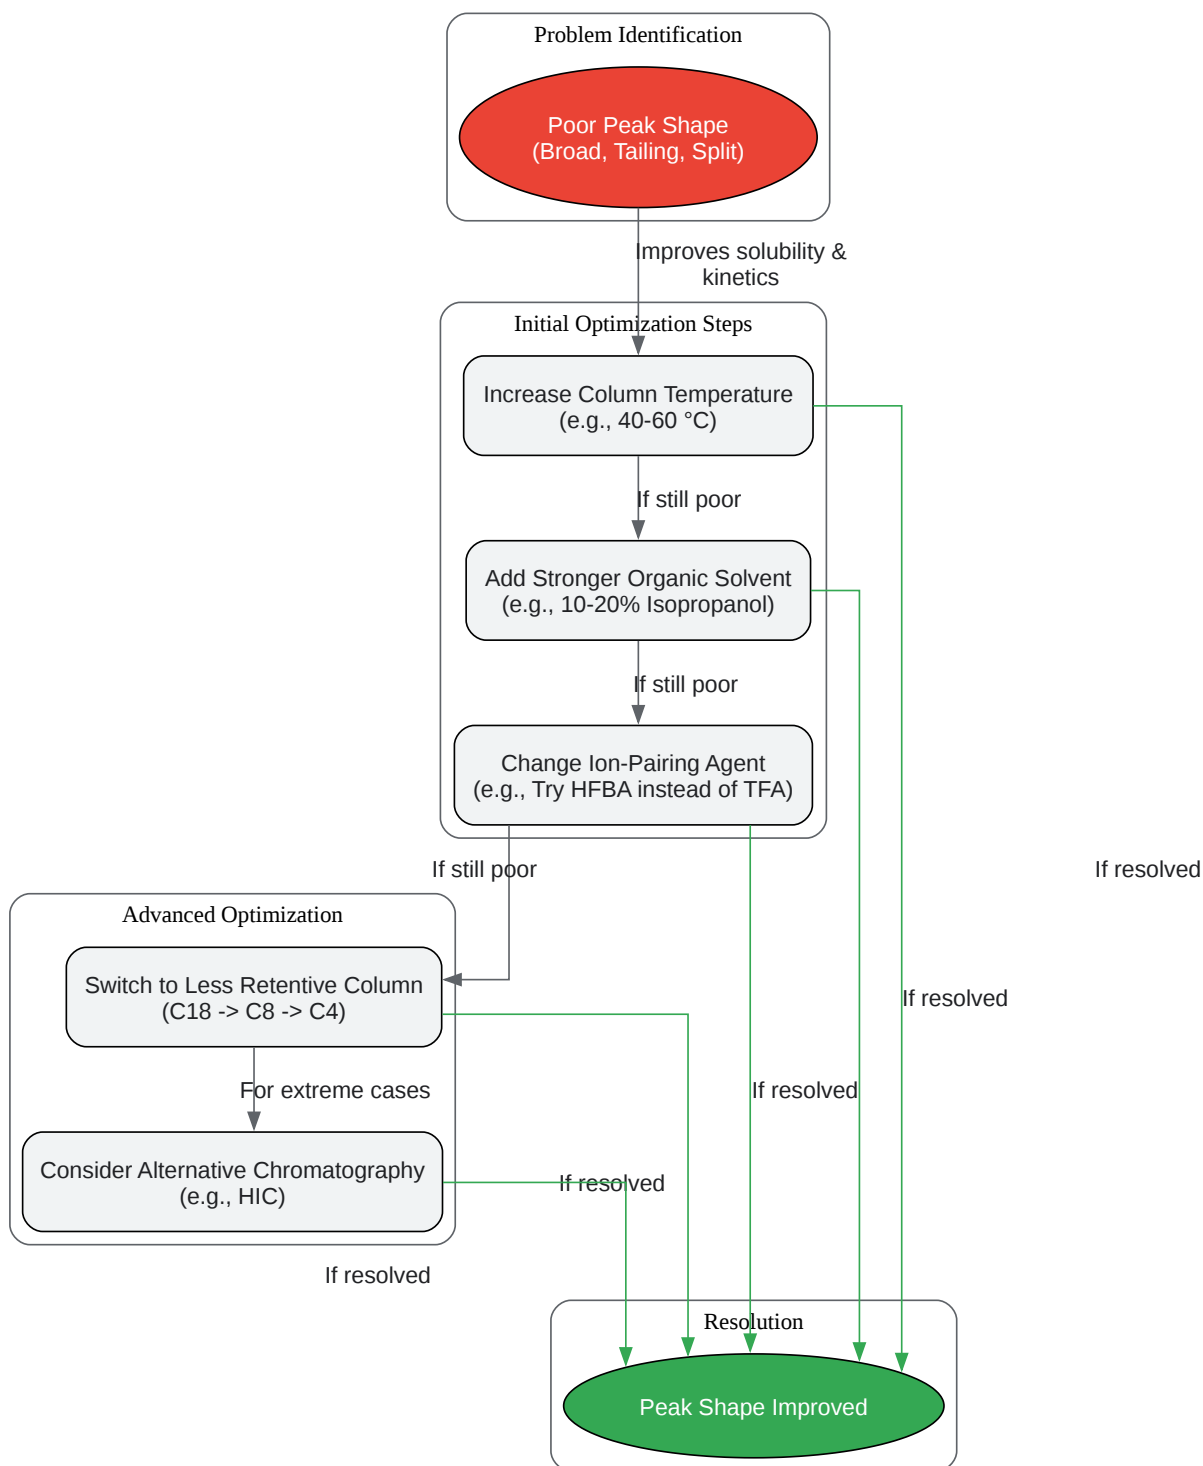 Problem Identification
Poor Peak Shape
(Broad, Tailing, Split)
Improves solubility &
kinetics
Initial Optimization Steps
Increase Column Temperature
(e.g., 40-60 °C)
If still poor
Add Stronger Organic Solvent
(e.g., 10-20% Isopropanol)
If still poor
Change Ion-Pairing Agent
(e.g., Try HFBA instead of TFA)
If still poor
If resolved
Advanced Optimization
Switch to Less Retentive Column
(C18 -> C8 -> C4)
If resolved
For extreme cases
If resolved
Consider Alternative Chromatography
(e.g., HIC)
If resolved
If resolved
Resolution
Peak Shape Improved